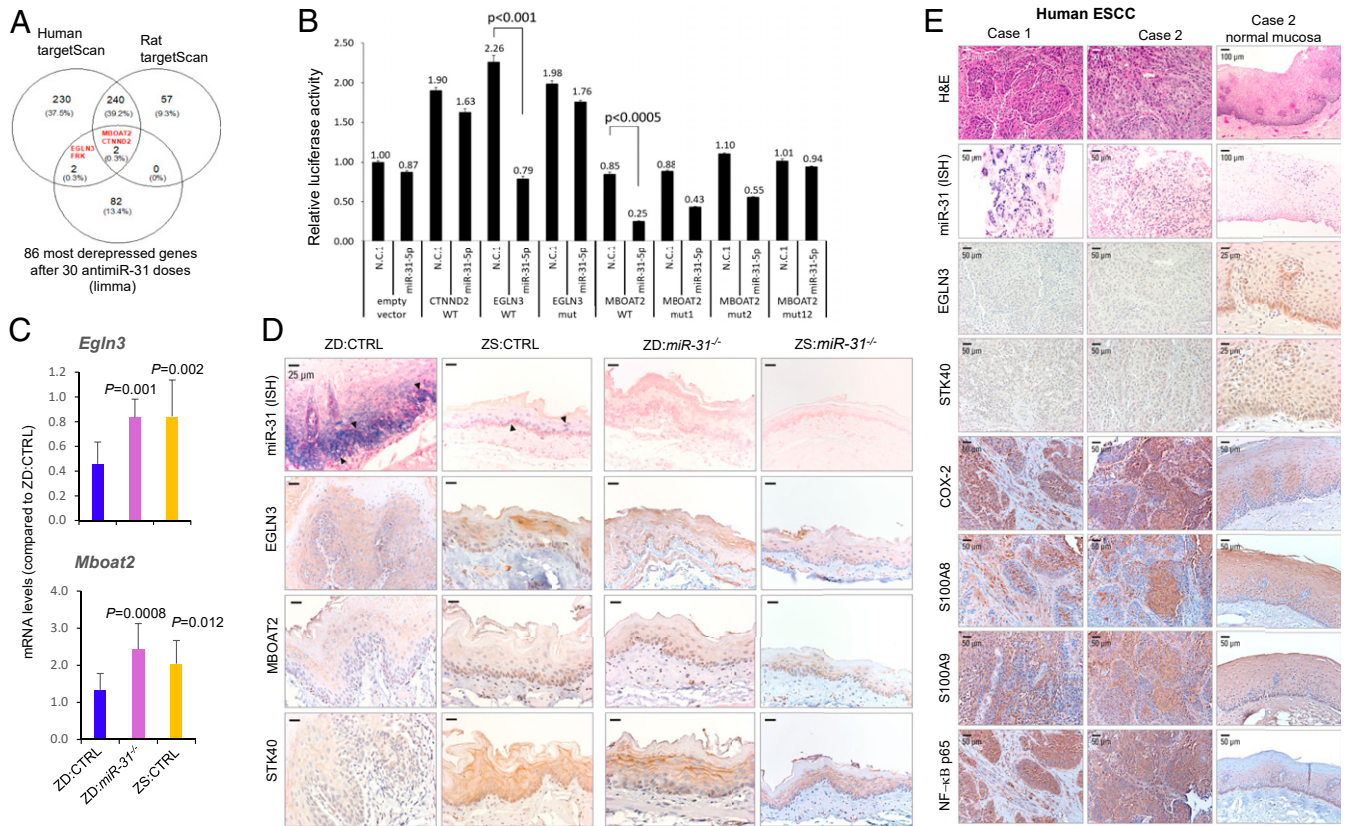 A
Human
targetScan
Rat
targetScan
230
(37.5%)
240
(39.2%)
57
(9.3%)
MBOAT2
CTNND2
2
(0.3%)
EGLN3
FRK
2
(0.3%)
0
(0%)
82
(13.4%)
86 most derepressed genes
after 30 antimiR-31 doses
(limma)
B
Relative luciferase activity
2.50
2.00
1.50
1.00
0.50
0.00
p<0.001
p<0.0005
1.00
0.87
1.90
1.63
2.26
0.79
1.98
1.76
0.85
0.25
0.88
0.43
1.10
0.55
1.01
0.94
N.C.1
miR-31-5p
N.C.1
miR-31-5p
N.C.1
miR-31-5p
N.C.1
miR-31-5p
N.C.1
miR-31-5p
N.C.1
miR-31-5p
N.C.1
miR-31-5p
N.C.1
miR-31-5p
empty
vector
CTNND2
WT
EGLN3
WT
EGLN3
mut
MBOAT2
WT
MBOAT2
mut1
MBOAT2
mut2
MBOAT2
mut12
C
mRNA levels (compared to ZD:CTRL)
Egln3
1.2
1.0
0.8
0.6
0.4
0.2
0.0
P=0.001
P=0.002
Mboat2
4.0
3.0
2.0
1.0
0.0
P=0.0008
P=0.012
ZD:CTRL
ZD:miR-31-/-
ZS:CTRL
D
ZD:CTRL
ZS:CTRL
ZD:miR-31-/-
ZS:miR-31-/-
miR-31 (ISH)
25 µm
EGLN3
MBOAT2
STK40
E
Human ESCC
Case 1
Case 2
Case 2
normal mucosa
H&E
50 µm
50 µm
100 µm
miR-31 (ISH)
50 µm
50 µm
100 µm
EGLN3
50 µm
50 µm
25 µm
STK40
50 µm
50 µm
25 µm
COX-2
50 µm
50 µm
50 µm
S100A8
50 µm
50 µm
50 µm
S100A9
50 µm
50 µm
50 µm
NF-κB p65
50 µm
50 µm
50 µm